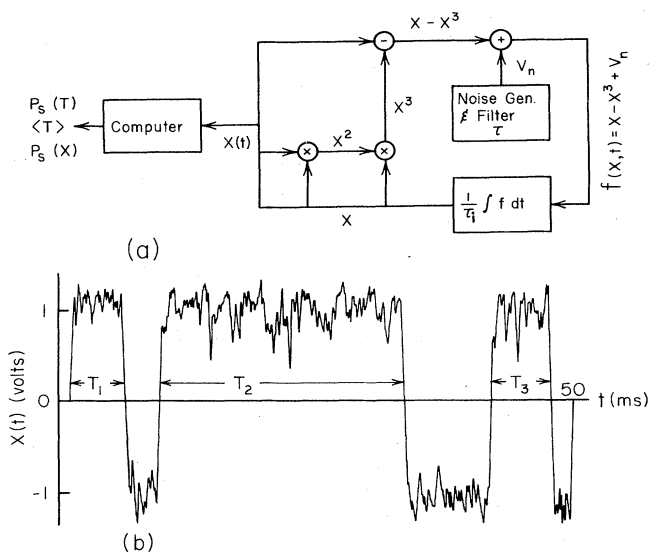 X − X³
− +
Vₙ
Pₛ (T)
⟨T⟩
Pₛ (X)
Computer
X(t)
X³
X²
× ×
Noise Gen.
& Filter
τ
f(X,t) = X − X³ + Vₙ
1/τᵢ ∫ f dt
X
(a)
X(t) (volts)
1
0
-1
T₁
T₂
T₃
50
t (ms)
(b)